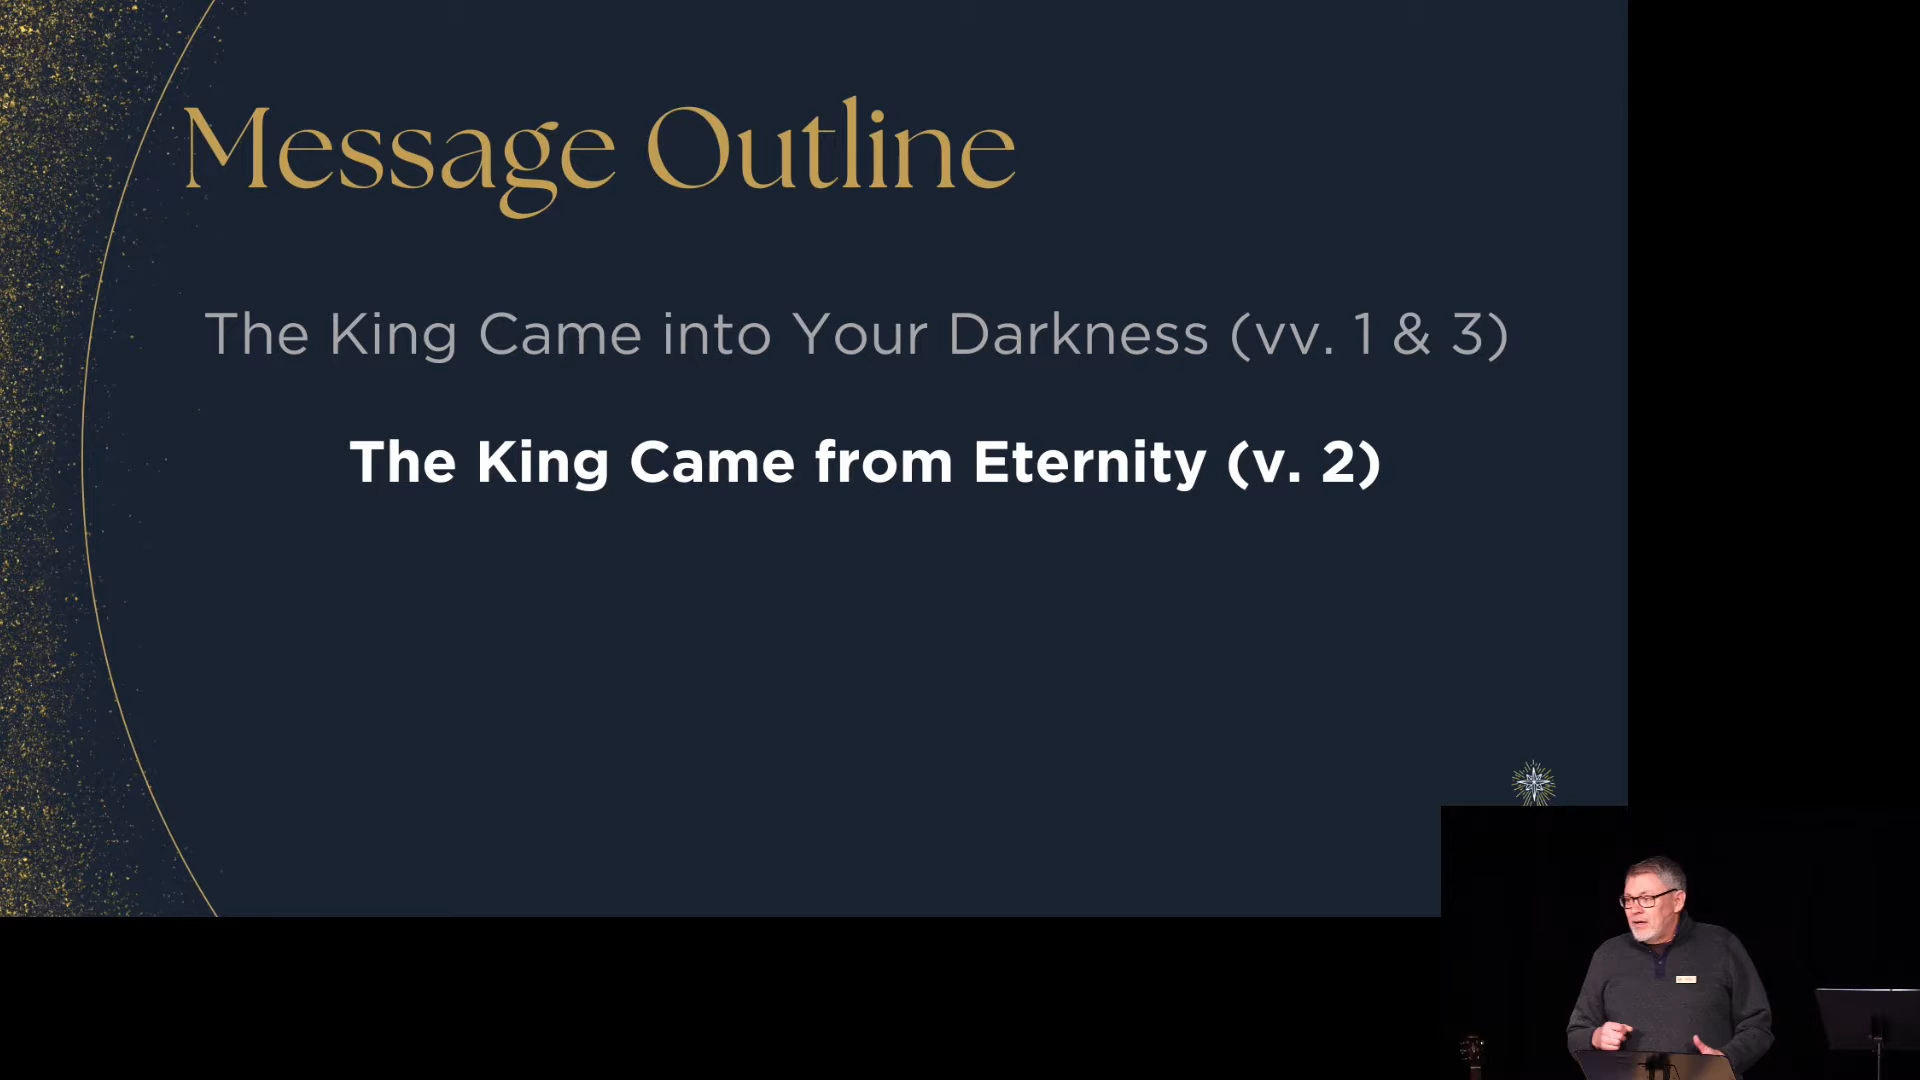 Message Outline
The King Came into Your Darkness (vv. 1 & 3)
The King Came from Eternity (v. 2)